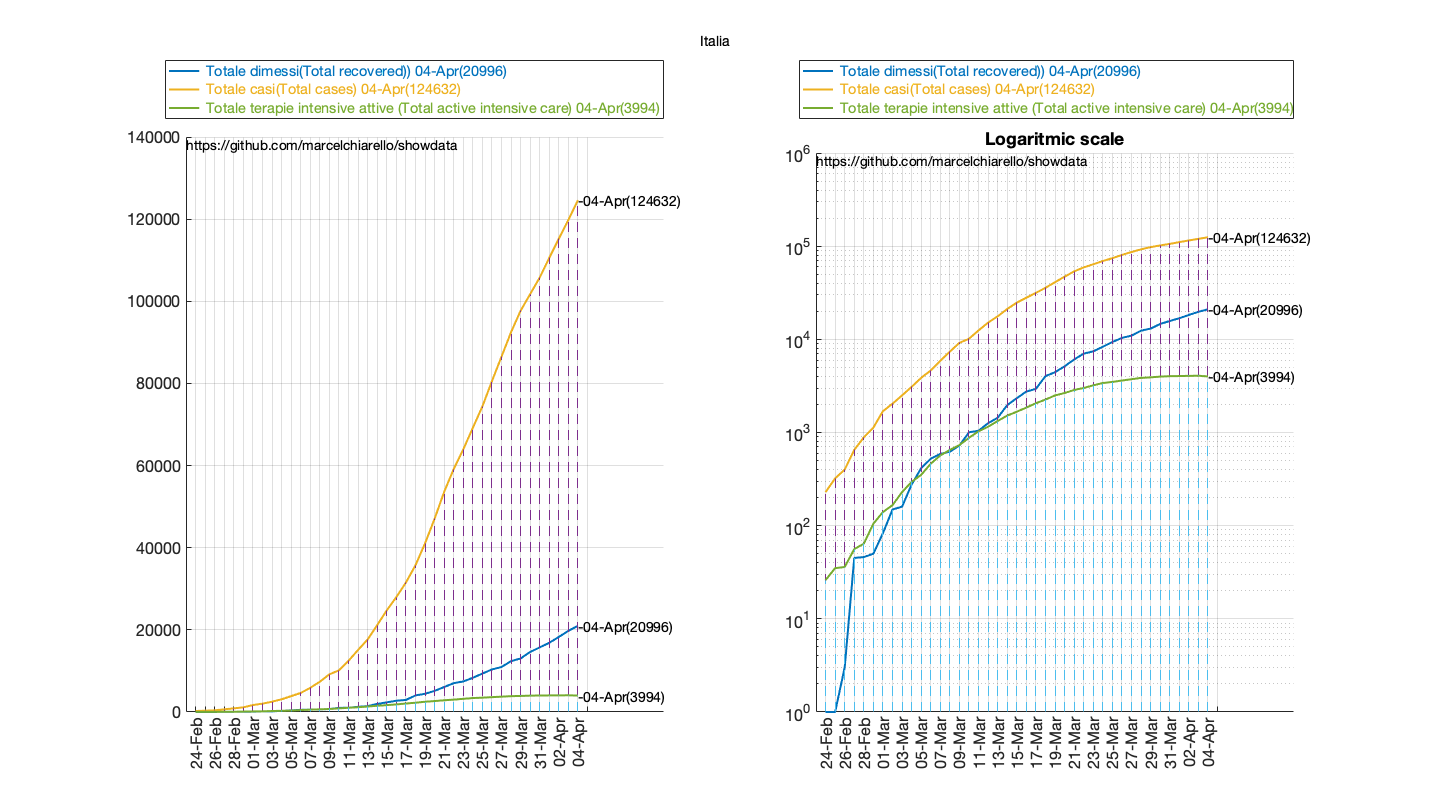 Italia
Totale dimessi(Total recovered)) 04-Apr(20996)
Totale casi(Total cases) 04-Apr(124632)
Totale terapie intensive attive (Total active intensive care) 04-Apr(3994)
140000
https://github.com/marcelchiarello/showdata
120000
100000
80000
60000
40000
20000
0
-04-Apr(124632)
-04-Apr(20996)
-04-Apr(3994)
24-Feb
26-Feb
28-Feb
01-Mar
03-Mar
05-Mar
07-Mar
09-Mar
11-Mar
13-Mar
15-Mar
17-Mar
19-Mar
21-Mar
23-Mar
25-Mar
27-Mar
29-Mar
31-Mar
02-Apr
04-Apr
Totale dimessi(Total recovered)) 04-Apr(20996)
Totale casi(Total cases) 04-Apr(124632)
Totale terapie intensive attive (Total active intensive care) 04-Apr(3994)
Logaritmic scale
10^6
https://github.com/marcelchiarello/showdata
10^5
10^4
10^3
10^2
10^1
10^0
-04-Apr(124632)
-04-Apr(20996)
-04-Apr(3994)
24-Feb
26-Feb
28-Feb
01-Mar
03-Mar
05-Mar
07-Mar
09-Mar
11-Mar
13-Mar
15-Mar
17-Mar
19-Mar
21-Mar
23-Mar
25-Mar
27-Mar
29-Mar
31-Mar
02-Apr
04-Apr